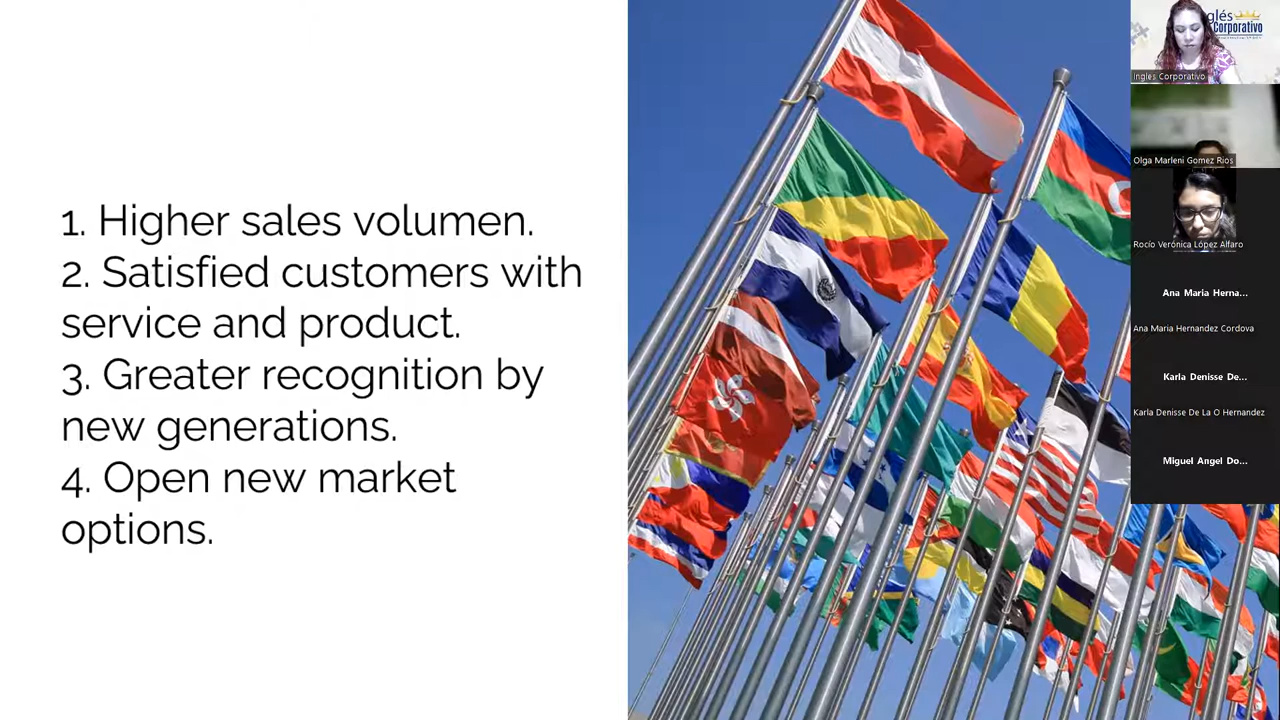 1. Higher sales volumen.
2. Satisfied customers with
service and product.
3. Greater recognition by
new generations.
4. Open new market
options.
glés
Corporativo
Ingles Corporativo
Olga Marleni Gomez Rios
Rocío Verónica López Alfaro
Ana Maria Herna...
Ana Maria Hernandez Cordova
Karla Denisse De...
Karla Denisse De La O Hernandez
Miguel Angel Do...